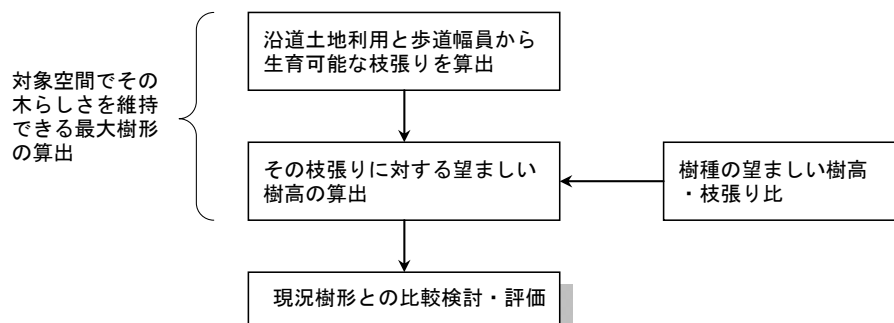 沿道土地利用と歩道幅員から
生育可能な枝張りを算出
対象空間でその
木らしさを維持
できる最大樹形
の算出
その枝張りに対する望ましい
樹高の算出
樹種の望ましい樹高
・枝張り比
現況樹形との比較検討・評価